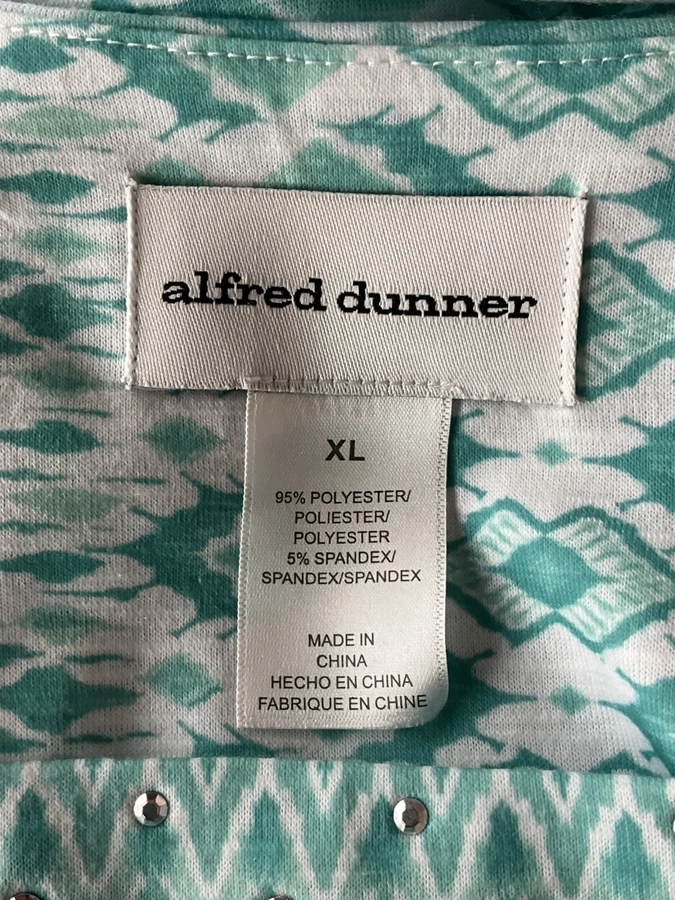 alfred dunner
XL
95% POLYESTER/
POLIESTER/
POLYESTER
5% SPANDEX/
SPANDEX/SPANDEX
MADE IN
CHINA
HECHO EN CHINA
FABRIQUE EN CHINE